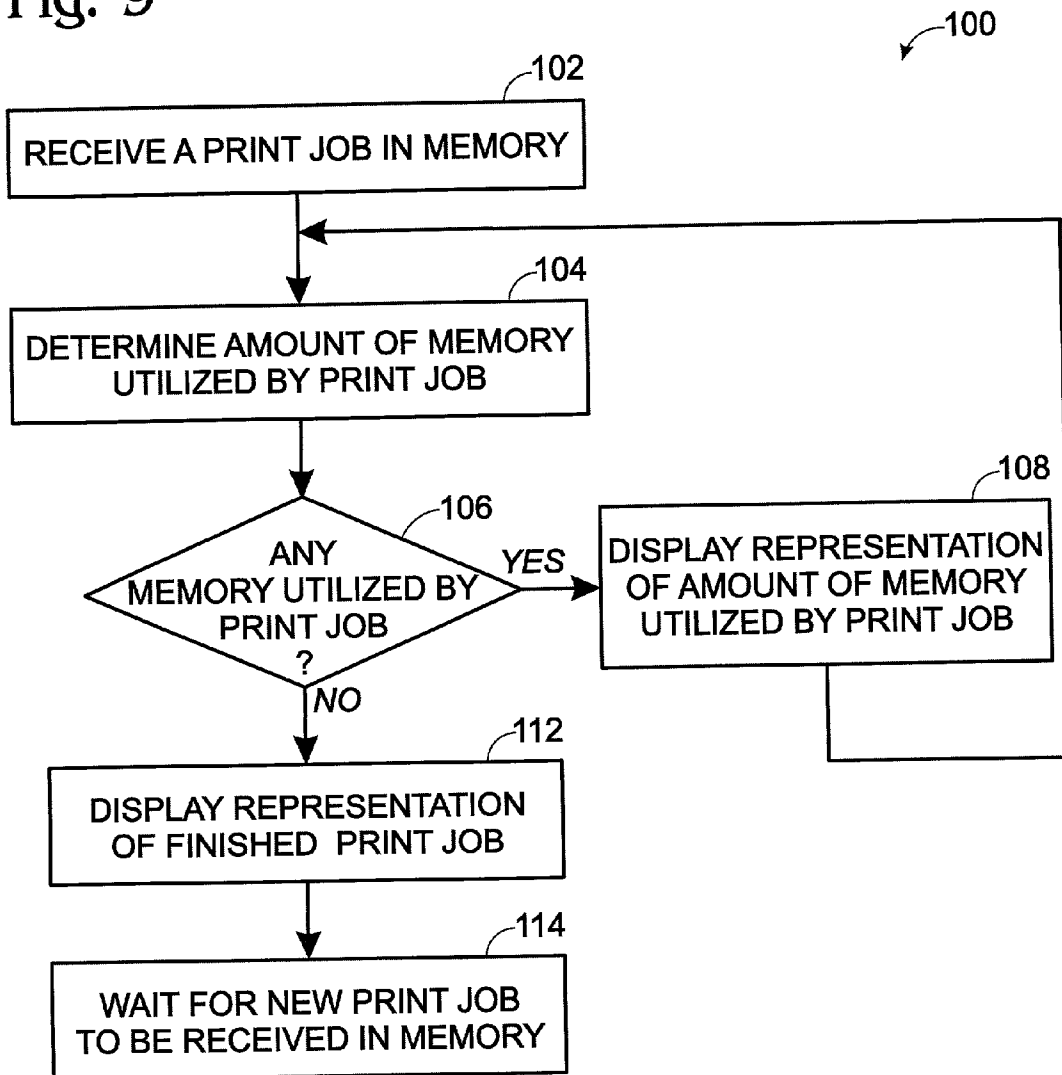 Fig. 9
100
102
RECEIVE A PRINT JOB IN MEMORY
104
DETERMINE AMOUNT OF MEMORY
UTILIZED BY PRINT JOB
106
ANY
MEMORY UTILIZED BY
PRINT JOB
?
YES
108
DISPLAY REPRESENTATION
OF AMOUNT OF MEMORY
UTILIZED BY PRINT JOB
NO
112
DISPLAY REPRESENTATION
OF FINISHED PRINT JOB
114
WAIT FOR NEW PRINT JOB
TO BE RECEIVED IN MEMORY